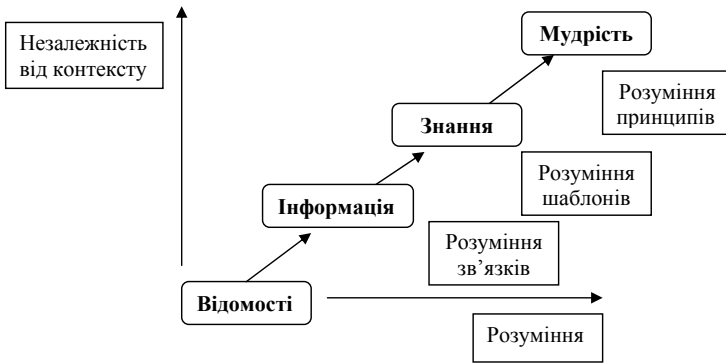 Незалежність
від контексту
Мудрість
Розуміння
принципів
Знання
Розуміння
шаблонів
Інформація
Розуміння
зв’язків
Відомості
Розуміння